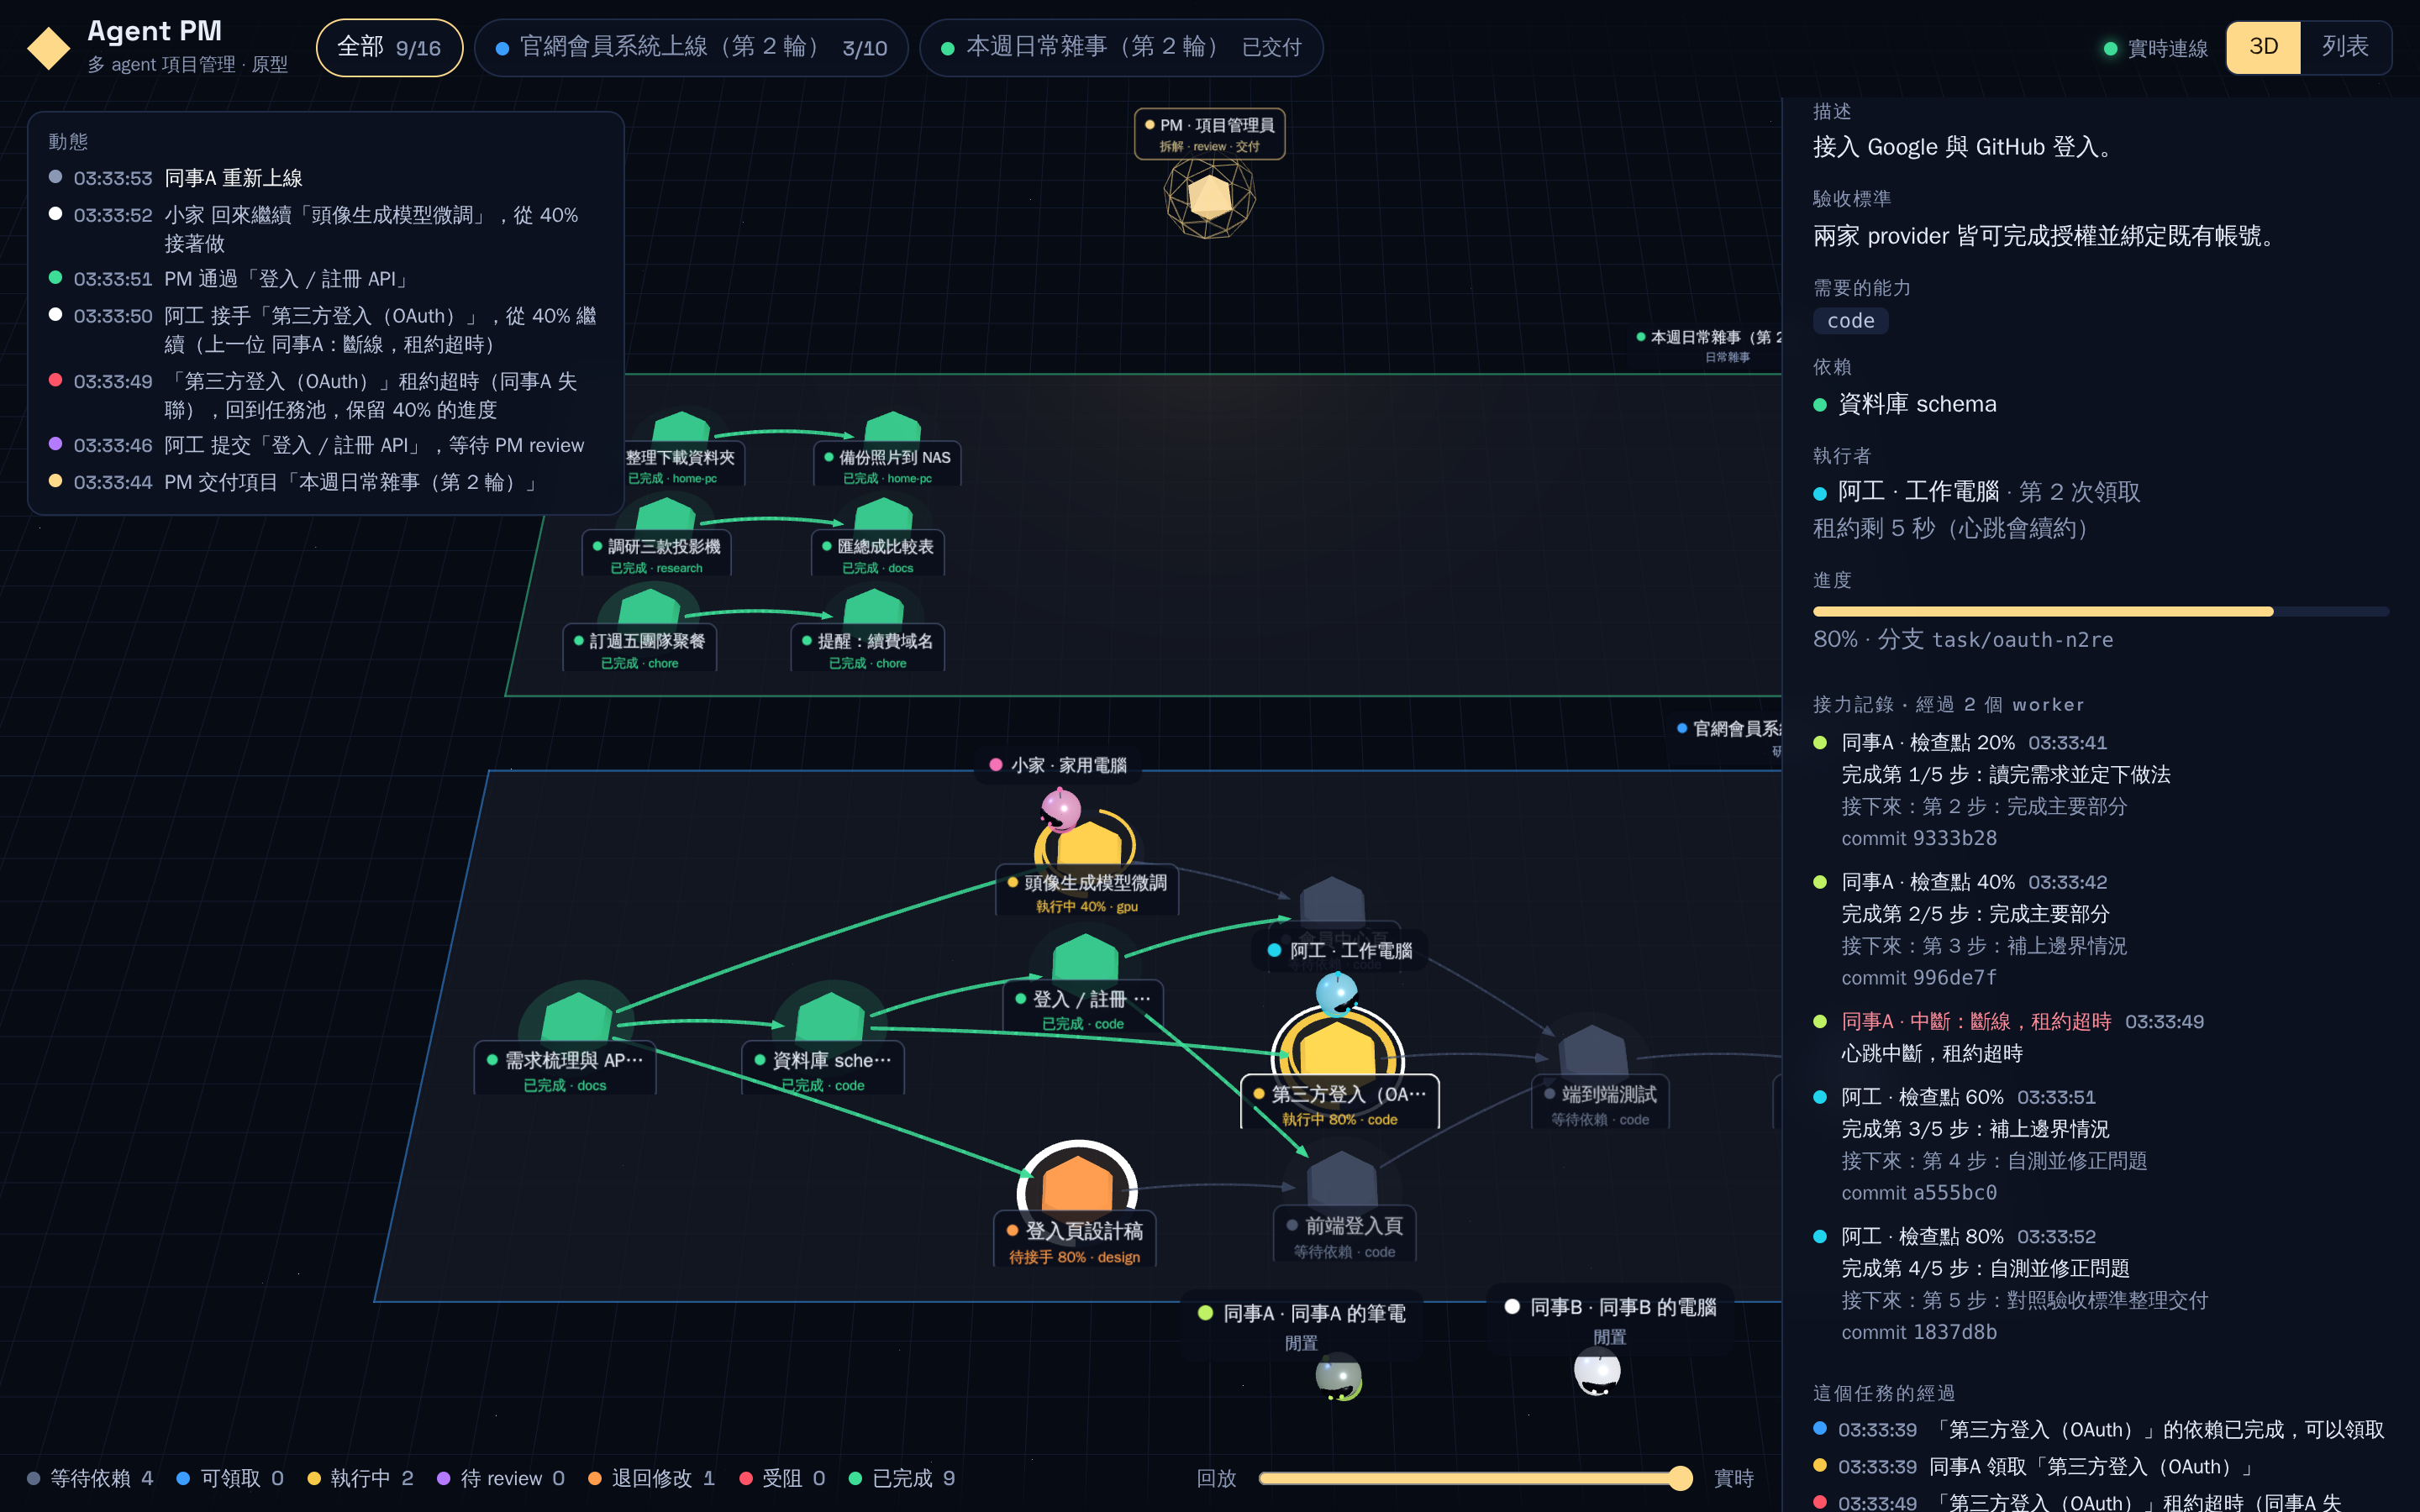 Agent PM
多 agent 項目管理 · 原型
全部 9/16
官網會員系統上線（第 2 輪） 3/10
本週日常雜事（第 2 輪） 已交付
實時連線
3D
列表
動態
03:33:53 同事A 重新上線
03:33:52 小家 回來繼續「頭像生成模型微調」，從 40%
接著做
03:33:51 PM 通過「登入 / 註冊 API」
03:33:50 阿工 接手「第三方登入（OAuth）」，從 40% 繼
續（上一位 同事A：斷線，租約超時）
03:33:49 「第三方登入（OAuth）」租約超時（同事A 失
聯），回到任務池，保留 40% 的進度
03:33:46 阿工 提交「登入 / 註冊 API」，等待 PM review
03:33:44 PM 交付項目「本週日常雜事（第 2 輪）」
PM · 項目管理員
拆解 · review · 交付
本週日常雜事（第 2
日常雜事
整理下載資料夾
已完成 · home-pc
備份照片到 NAS
已完成 · home-pc
調研三款投影機
已完成 · research
匯總成比較表
已完成 · docs
訂週五團隊聚餐
已完成 · chore
提醒：續費域名
已完成 · chore
官網會員系
研
小家 · 家用電腦
頭像生成模型微調
執行中 40% · gpu
阿工 · 工作電腦
登入 / 註冊 ···
已完成 · code
需求梳理與 AP···
已完成 · docs
資料庫 sche···
已完成 · code
第三方登入（OA···
執行中 80% · code
端到端測試
等待依賴 · code
登入頁設計稿
待接手 80% · design
前端登入頁
等待依賴 · code
同事A · 同事A 的筆電
閒置
同事B · 同事B 的電腦
閒置
等待依賴 4
可領取 0
執行中 2
待 review 0
退回修改 1
受阻 0
已完成 9
回放
實時
描述
接入 Google 與 GitHub 登入。
驗收標準
兩家 provider 皆可完成授權並綁定既有帳號。
需要的能力
code
依賴
資料庫 schema
執行者
阿工 · 工作電腦 · 第 2 次領取
租約剩 5 秒（心跳會續約）
進度
80% · 分支 task/oauth-n2re
接力記錄 · 經過 2 個 worker
同事A · 檢查點 20% 03:33:41
完成第 1/5 步：讀完需求並定下做法
接下來：第 2 步：完成主要部分
commit 9333b28
同事A · 檢查點 40% 03:33:42
完成第 2/5 步：完成主要部分
接下來：第 3 步：補上邊界情況
commit 996de7f
同事A · 中斷：斷線，租約超時 03:33:49
心跳中斷，租約超時
阿工 · 檢查點 60% 03:33:51
完成第 3/5 步：補上邊界情況
接下來：第 4 步：自測並修正問題
commit a555bc0
阿工 · 檢查點 80% 03:33:52
完成第 4/5 步：自測並修正問題
接下來：第 5 步：對照驗收標準整理交付
commit 1837d8b
這個任務的經過
03:33:39 「第三方登入（OAuth）」的依賴已完成，可以領取
03:33:39 同事A 領取「第三方登入（OAuth）」
03:33:49 「第三方登入（OAuth）」租約超時（同事A 失